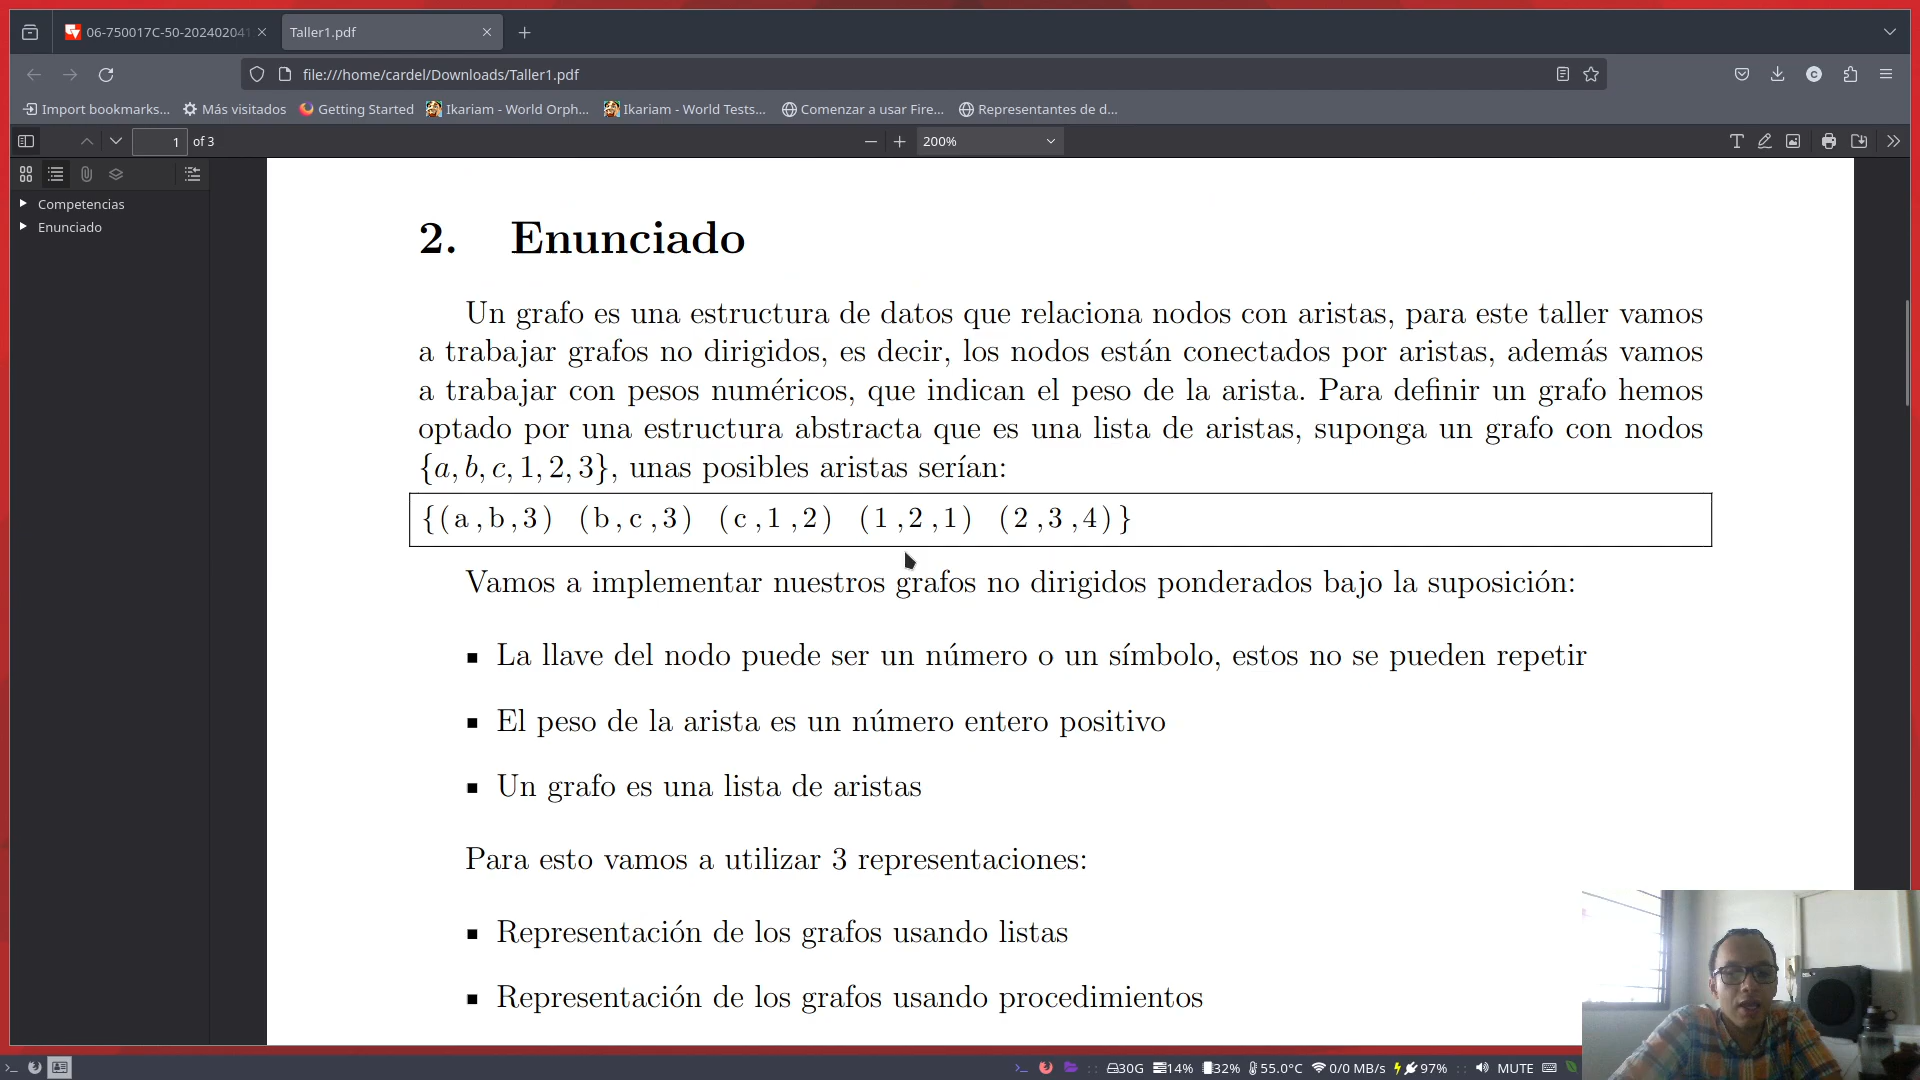 06-750017C-50-202402041
Taller1.pdf
file:///home/cardel/Downloads/Taller1.pdf
Import bookmarks... Más visitados Getting Started Ikariam - World Orph... Ikariam - World Tests... Comenzar a usar Fire... Representantes de d...
1 of 3
200%
Competencias
Enunciado
2. Enunciado
Un grafo es una estructura de datos que relaciona nodos con aristas, para este taller vamos
a trabajar grafos no dirigidos, es decir, los nodos están conectados por aristas, además vamos
a trabajar con pesos numéricos, que indican el peso de la arista. Para definir un grafo hemos
optado por una estructura abstracta que es una lista de aristas, suponga un grafo con nodos
{a, b, c, 1, 2, 3}, unas posibles aristas serían:
{(a,b,3) (b,c,3) (c,1,2) (1,2,1) (2,3,4)}
Vamos a implementar nuestros grafos no dirigidos ponderados bajo la suposición:
▪ La llave del nodo puede ser un número o un símbolo, estos no se pueden repetir
▪ El peso de la arista es un número entero positivo
▪ Un grafo es una lista de aristas
Para esto vamos a utilizar 3 representaciones:
▪ Representación de los grafos usando listas
▪ Representación de los grafos usando procedimientos
30G 14% 32% 55.0°C 0/0 MB/s 97% :: MUTE